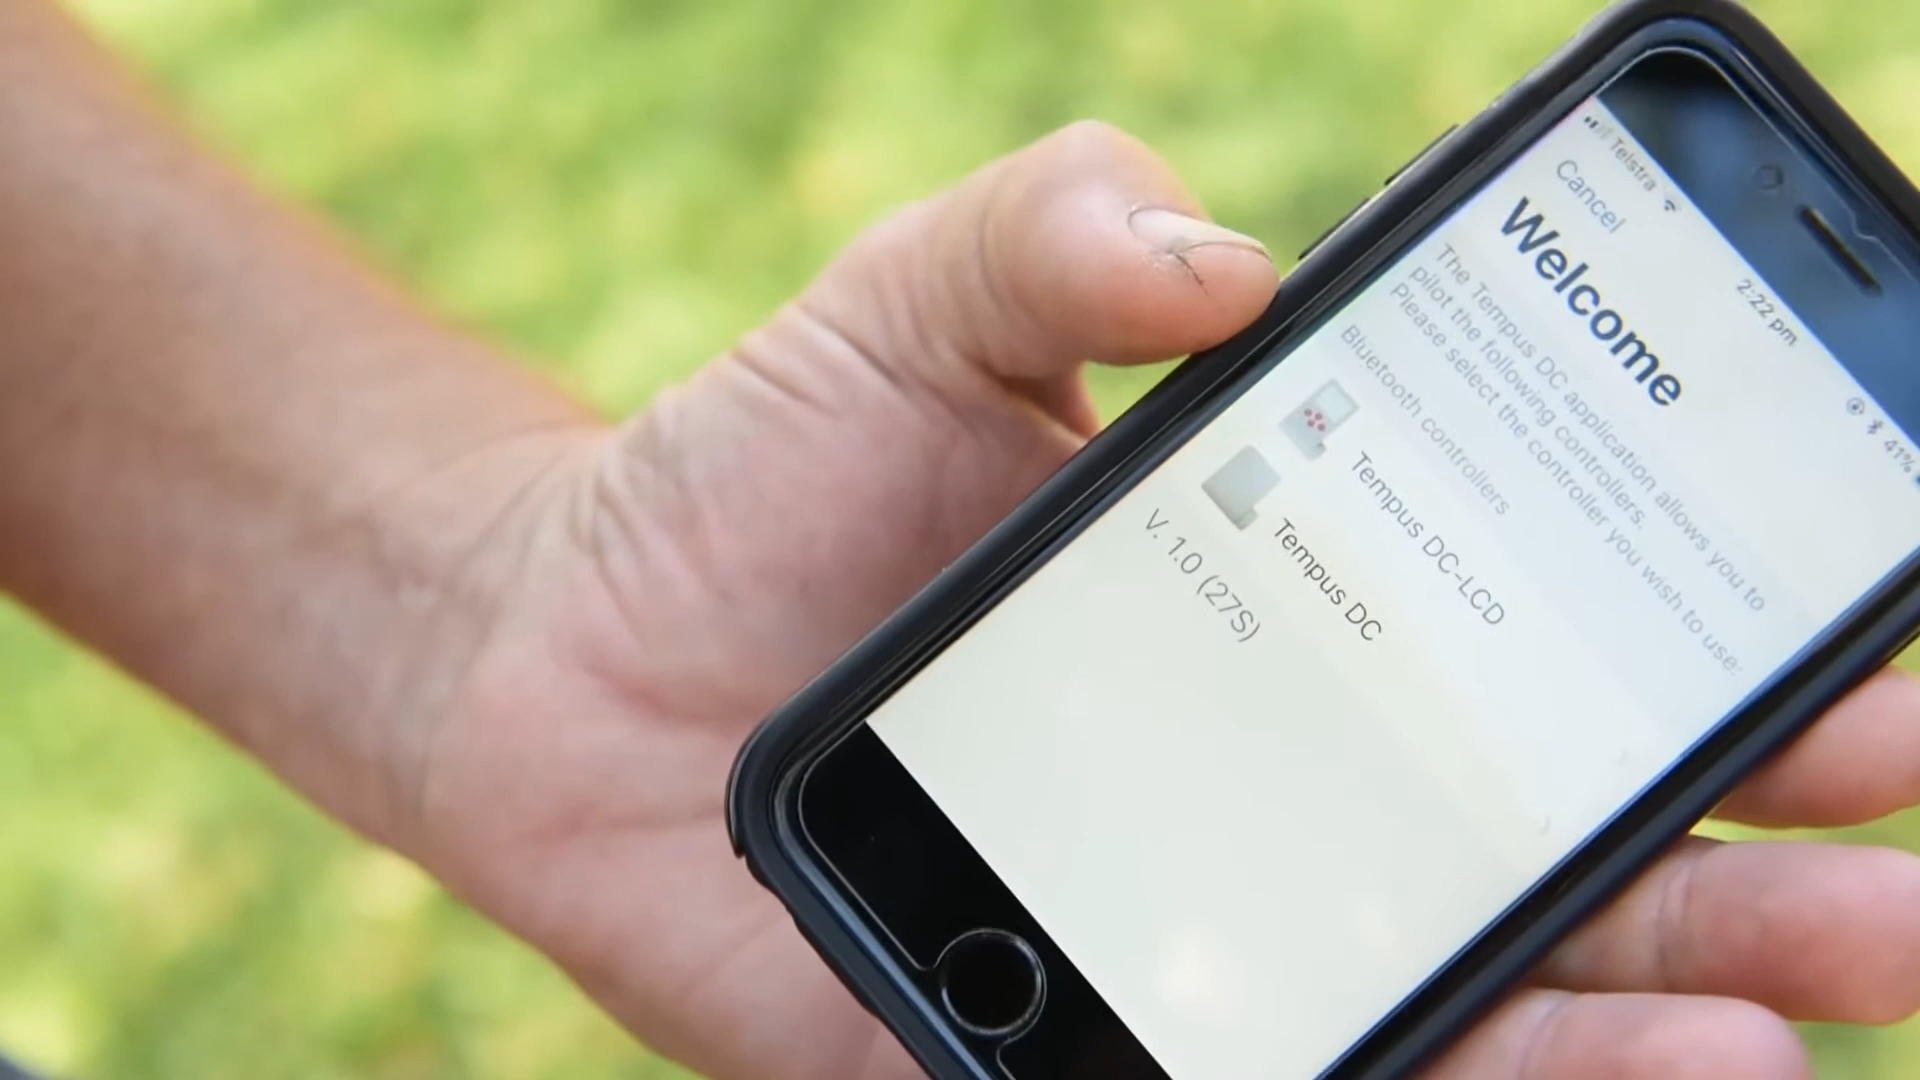 Telstra 2:22 pm 41%
Cancel
Welcome
The Tempus DC application allows you to
pilot the following controllers.
Please select the controller you wish to use:
Bluetooth controllers
Tempus DC-LCD
Tempus DC
V. 1.0 (27S)